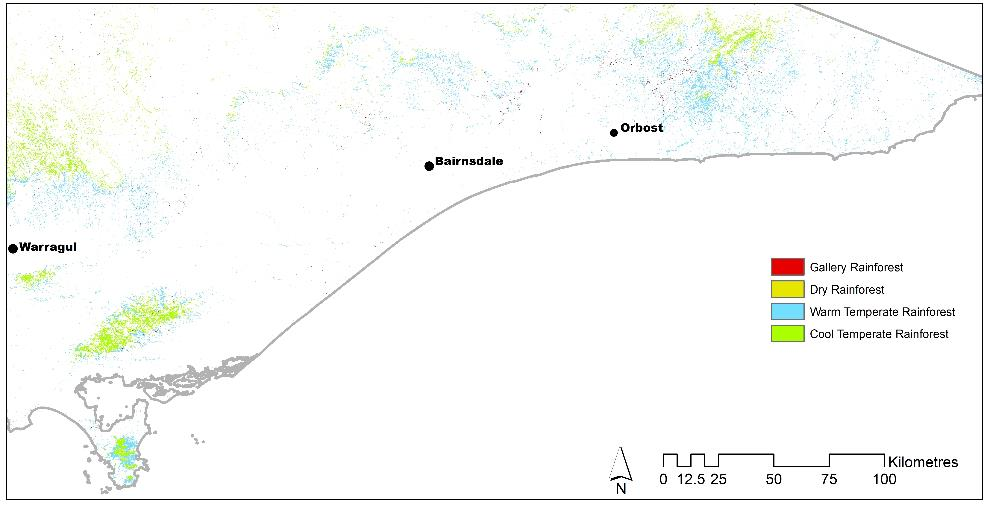 Orbost
Bairnsdale
Warragul
Gallery Rainforest
Dry Rainforest
Warm Temperate Rainforest
Cool Temperate Rainforest
N
Kilometres
0 12.5 25 50 75 100